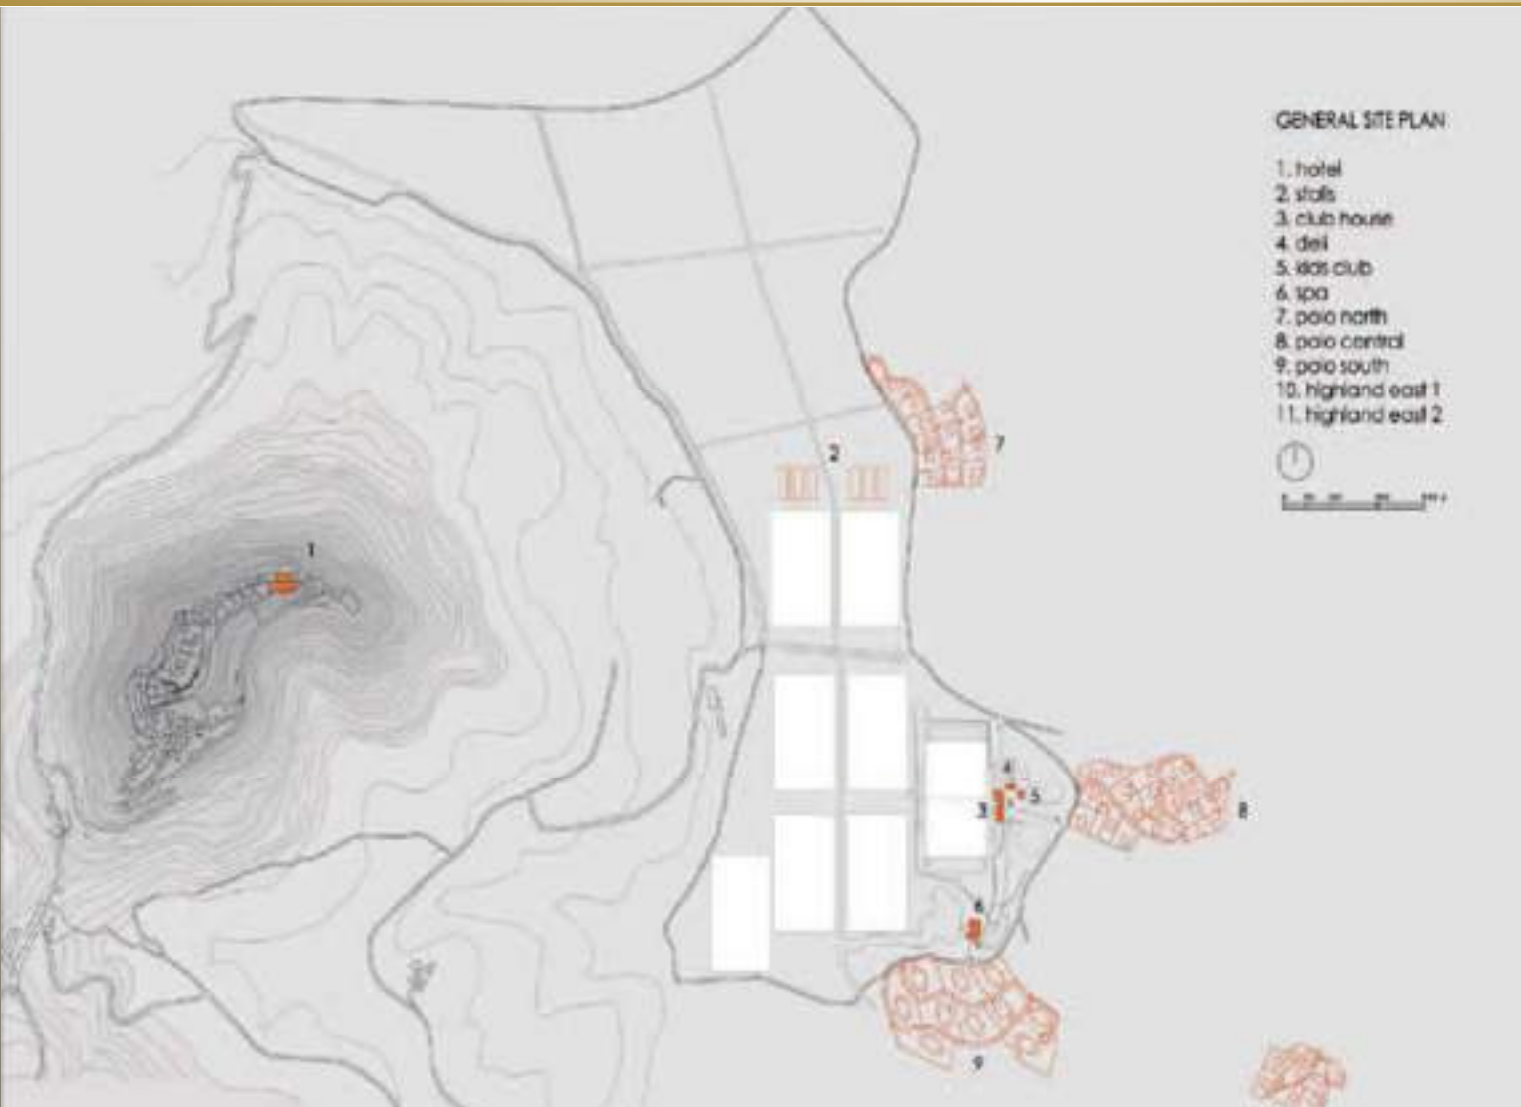 GENERAL SITE PLAN
1. hotel
2. stalls
3. club house
4. deli
5. kids club
6. spa
7. polo north
8. polo central
9. polo south
10. highland east 1
11. highland east 2
1
2
7
4
5
3
8
6
9